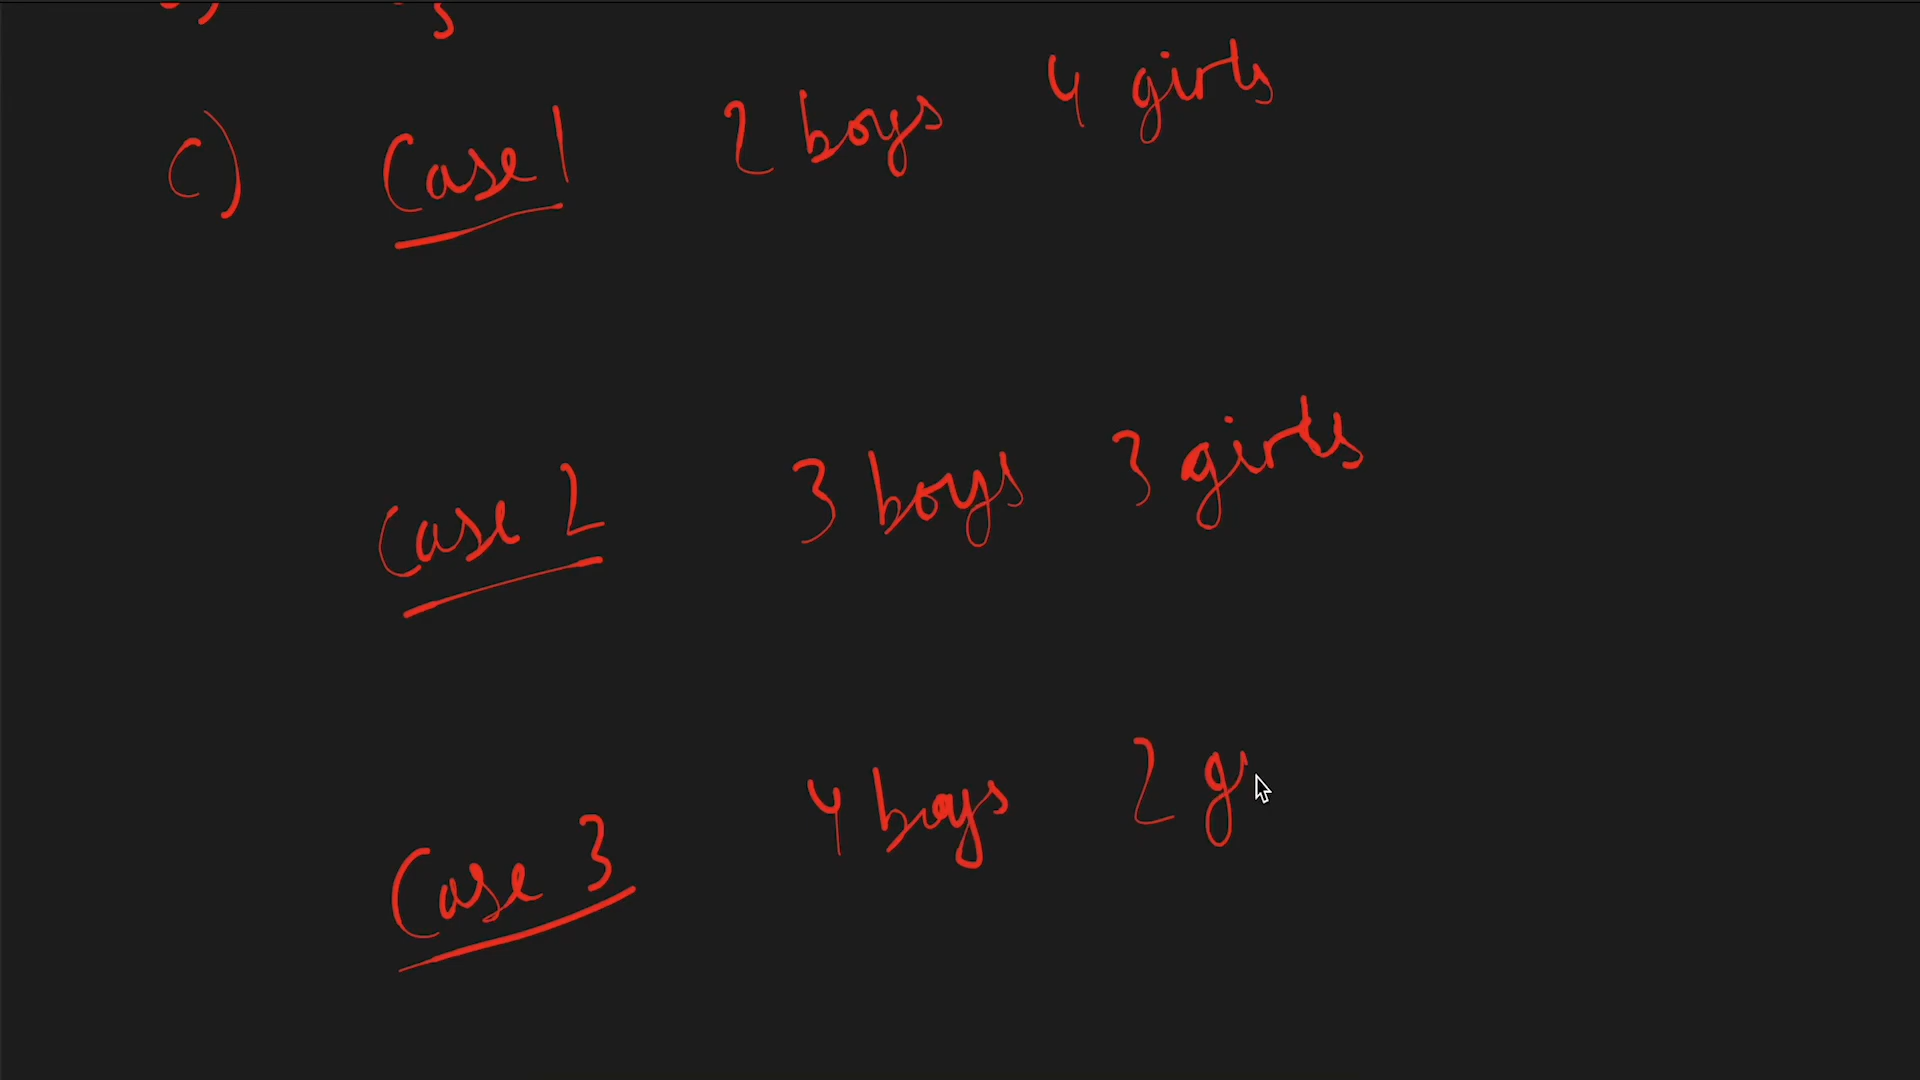 c) Case 1 2 boys 4 girls
Case 2 3 boys 3 girls
Case 3 4 boys 2 g